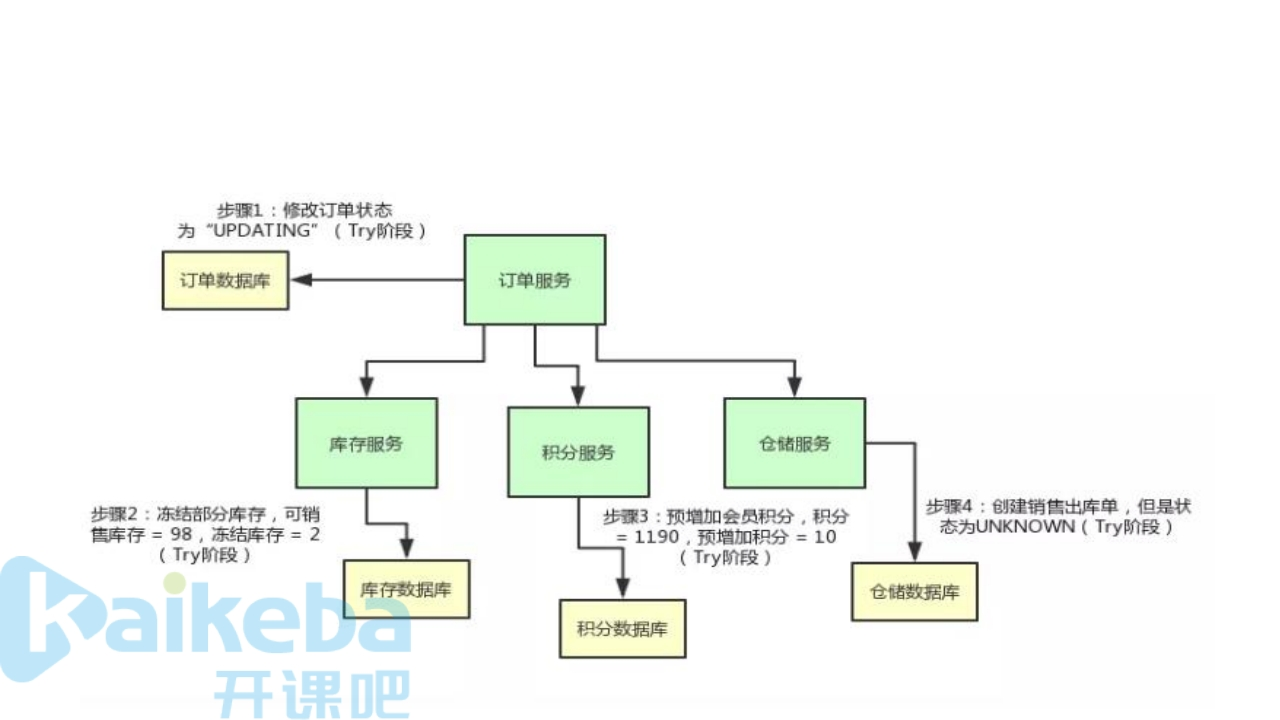 步骤1：修改订单状态
为“UPDATING”（Try阶段）
订单数据库
订单服务
库存服务
积分服务
仓储服务
步骤2：冻结部分库存，可销
售库存 = 98，冻结库存 = 2
（Try阶段）
库存数据库
步骤3：预增加会员积分，积分
= 1190，预增加积分 = 10
（Try阶段）
积分数据库
步骤4：创建销售出库单，但是状
态为UNKNOWN（Try阶段）
仓储数据库
kaikeba
开课吧